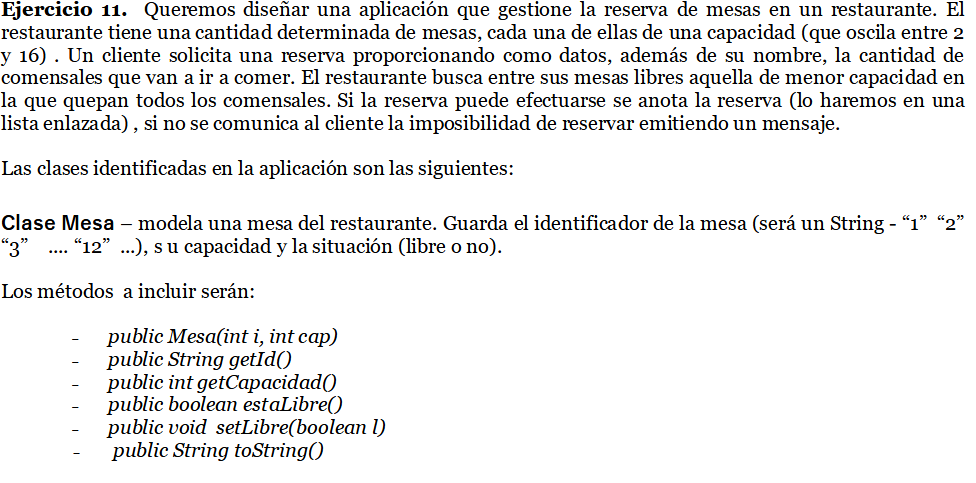 Ejercicio 11. Queremos diseñar una aplicación que gestione la reserva de mesas en un restaurante. El
restaurante tiene una cantidad determinada de mesas, cada una de ellas de una capacidad (que oscila entre 2
y 16) . Un cliente solicita una reserva proporcionando como datos, además de su nombre, la cantidad de
comensales que van a ir a comer. El restaurante busca entre sus mesas libres aquella de menor capacidad en
la que quepan todos los comensales. Si la reserva puede efectuarse se anota la reserva (lo haremos en una
lista enlazada) , si no se comunica al cliente la imposibilidad de reservar emitiendo un mensaje.
Las clases identificadas en la aplicación son las siguientes:
Clase Mesa – modela una mesa del restaurante. Guarda el identificador de la mesa (será un String - “1” “2”
“3” .... “12” ...), s u capacidad y la situación (libre o no).
Los métodos a incluir serán:
- public Mesa(int i, int cap)
- public String getId()
- public int getCapacidad()
- public boolean estaLibre()
- public void setLibre(boolean l)
- public String toString()